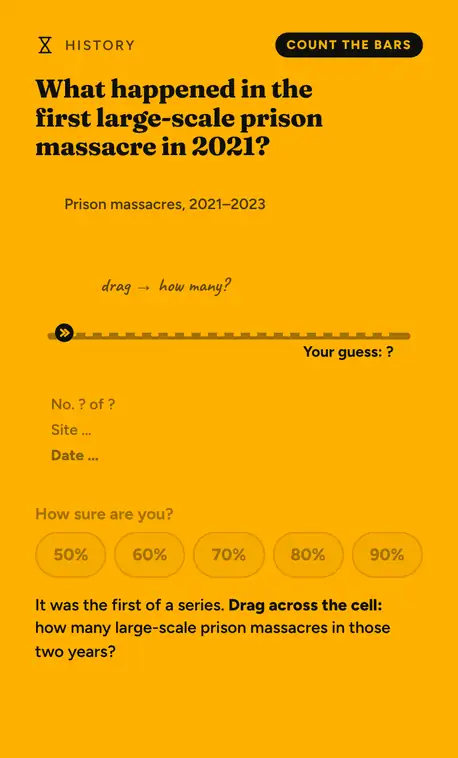 HISTORY
COUNT THE BARS
What happened in the
first large-scale prison
massacre in 2021?
Prison massacres, 2021–2023
drag → how many?
Your guess: ?
No. ? of ?
Site ...
Date ...
How sure are you?
50% 60% 70% 80% 90%
It was the first of a series. Drag across the cell:
how many large-scale prison massacres in those
two years?